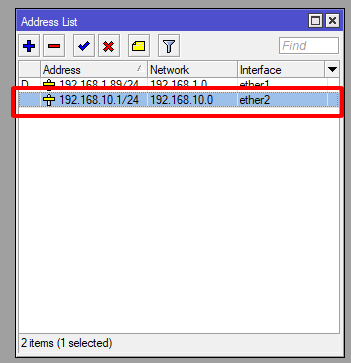 Address List
Find
Address Network Interface
D 192.168.1.89/24 192.168.1.0 ether1
192.168.10.1/24 192.168.10.0 ether2
2 items (1 selected)